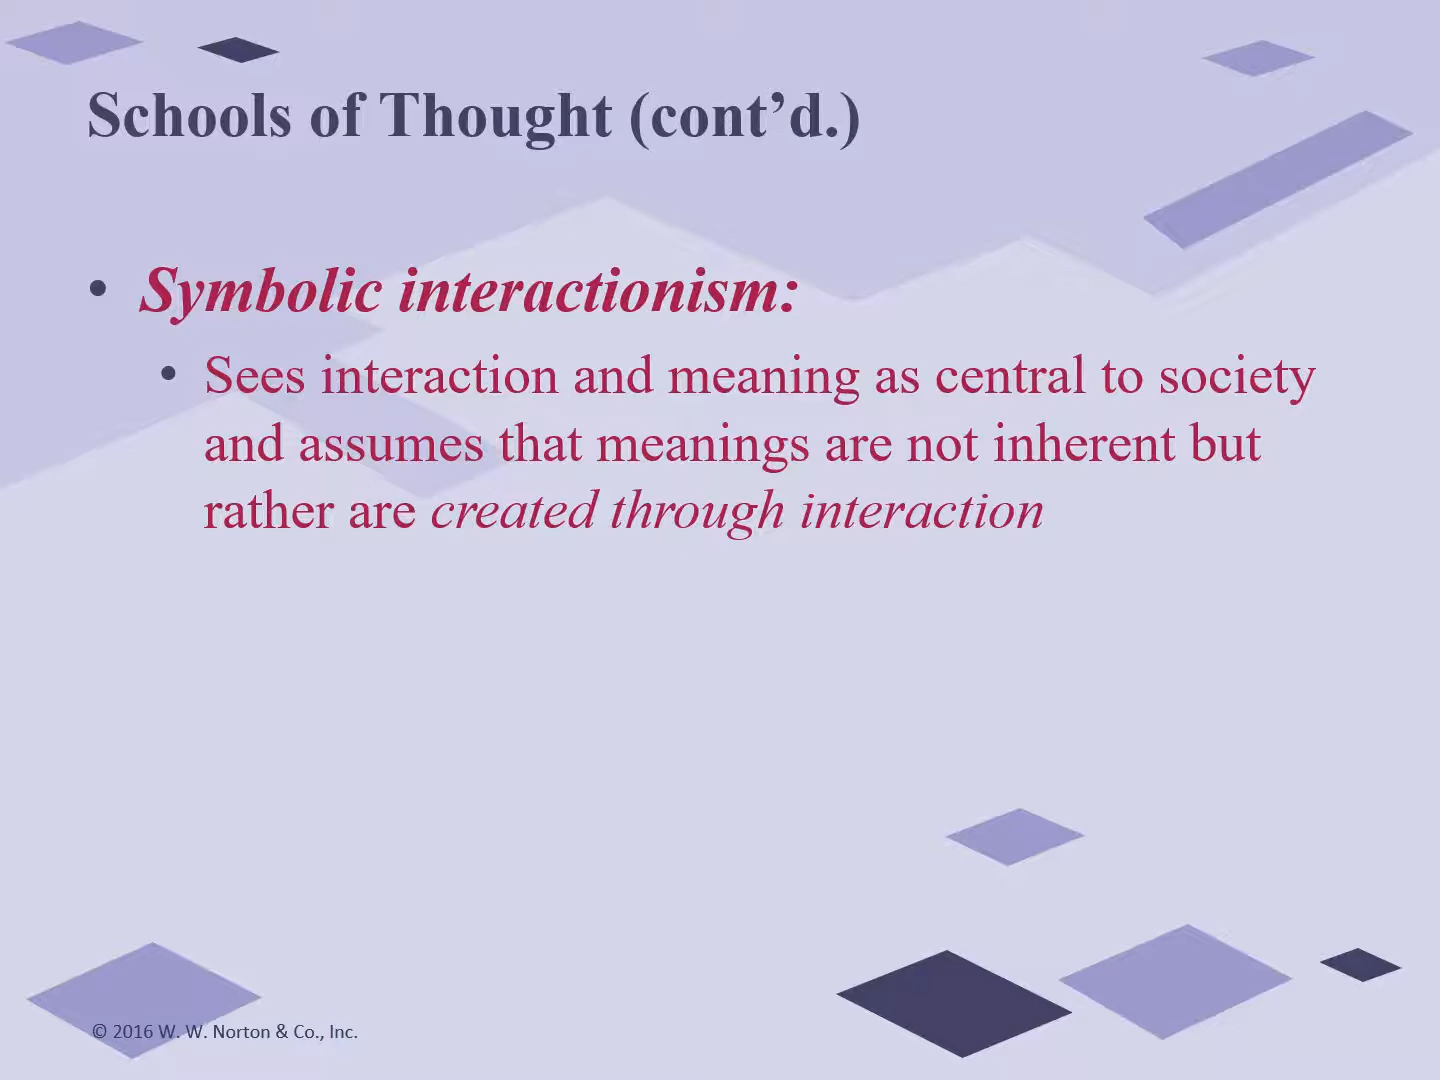 Schools of Thought (cont’d.)
• Symbolic interactionism:
• Sees interaction and meaning as central to society
and assumes that meanings are not inherent but
rather are created through interaction
© 2016 W. W. Norton & Co., Inc.